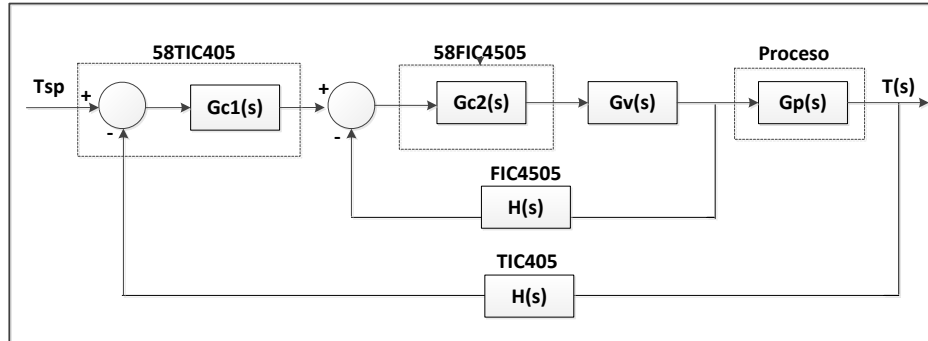 58TIC405
58FIC4505
Proceso
Tsp
T(s)
+
+
Gc1(s)
Gc2(s)
Gv(s)
Gp(s)
-
-
FIC4505
H(s)
TIC405
H(s)